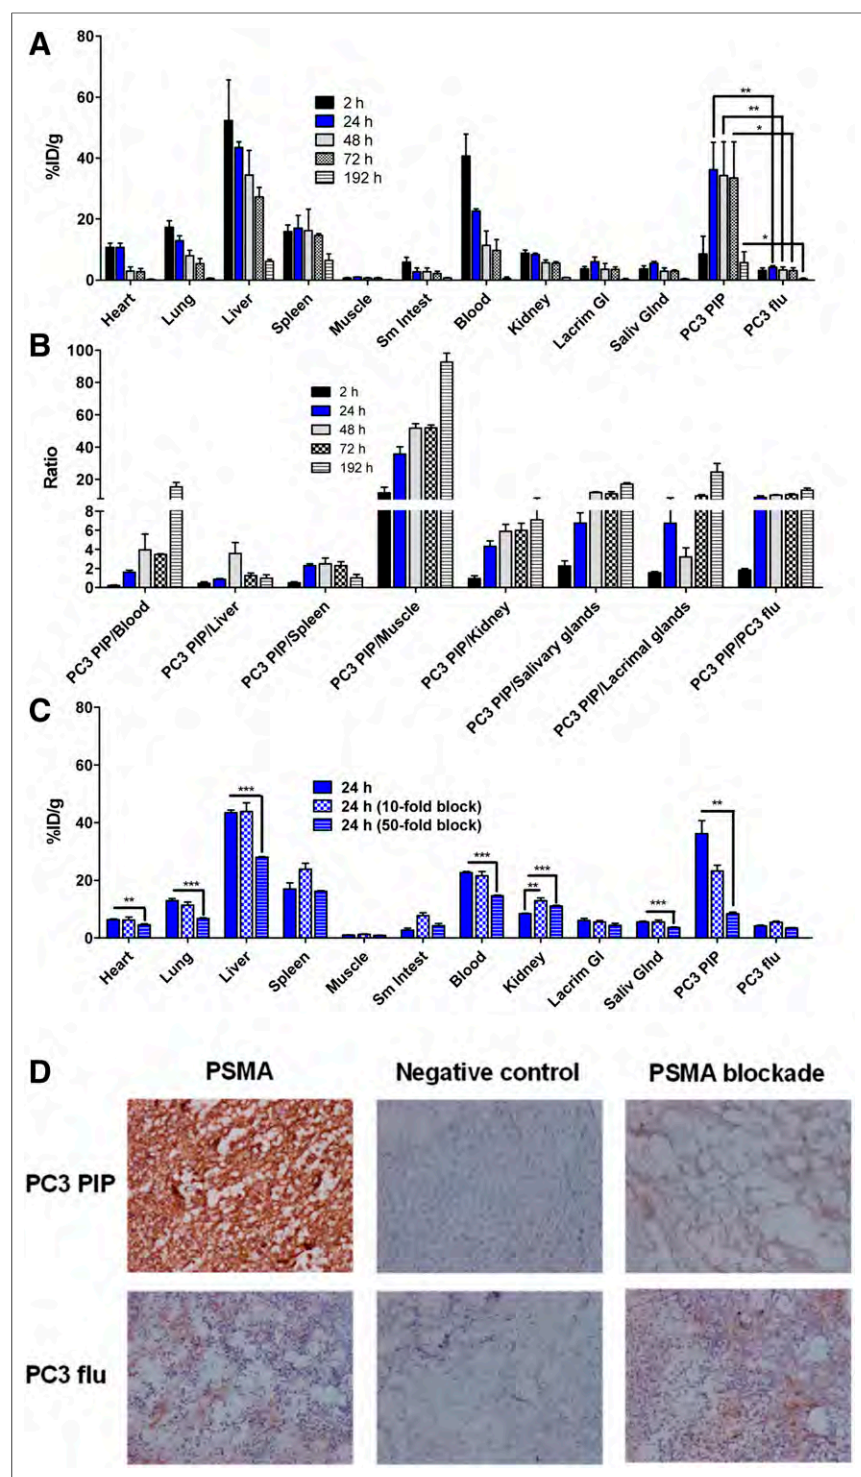 A
80
60
40
20
0
%ID/g
2 h
24 h
48 h
72 h
192 h
**
**
*
*
Heart
Lung
Liver
Spleen
Muscle
Sm Intest
Blood
Kidney
Lacrim Gl
Saliv Glnd
PC3 PIP
PC3 flu
B
100
80
60
40
20
8
6
4
2
0
Ratio
2 h
24 h
48 h
72 h
192 h
PC3 PIP/Blood
PC3 PIP/Liver
PC3 PIP/Spleen
PC3 PIP/Muscle
PC3 PIP/Kidney
PC3 PIP/Salivary glands
PC3 PIP/Lacrimal glands
PC3 PIP/PC3 flu
C
80
60
40
20
0
%ID/g
24 h
24 h (10-fold block)
24 h (50-fold block)
**
***
***
***
**
***
***
**
Heart
Lung
Liver
Spleen
Muscle
Sm Intest
Blood
Kidney
Lacrim Gl
Saliv Glnd
PC3 PIP
PC3 flu
D
PSMA
Negative control
PSMA blockade
PC3 PIP
PC3 flu